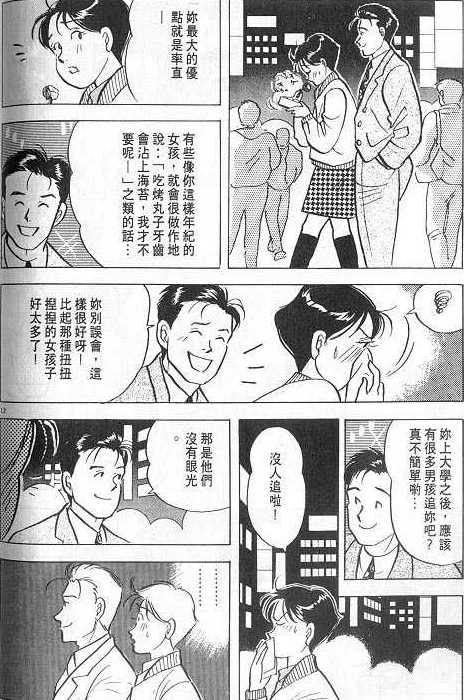 妳最大的優
點就是率直
—
有些像你這樣年紀的
女孩，就會很做作地
說：「吃烤丸子牙齒
會沾上海苔，我才不
要呢—」之類的話…
妳別誤會，這
樣很好呀！
比起那種扭扭
捏捏的女孩子
好太多了！
12
妳上大學之後，應該
有很多男孩追妳吧？
真不簡單喲…
沒人追啦！
那是他們
沒有眼光
。
……
……